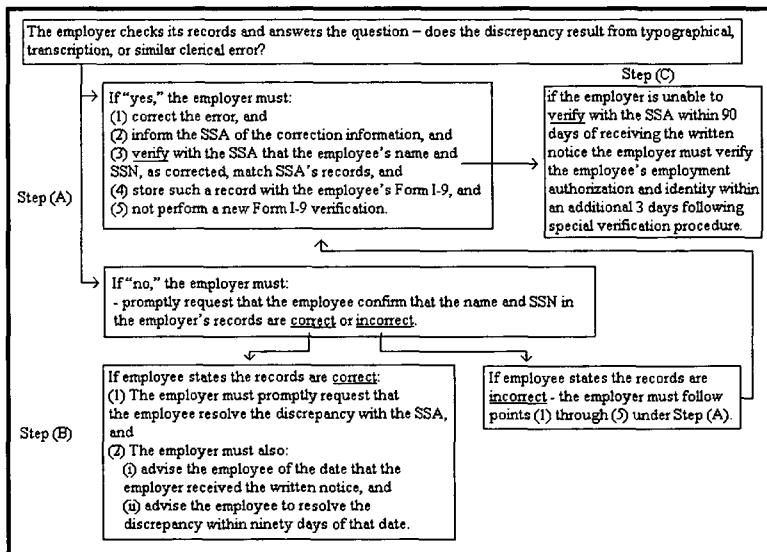 The employer checks its records and answers the question – does the discrepancy result from typographical,
transcription, or similar clerical error?
Step (A)
If “yes,” the employer must:
(1) correct the error, and
(2) inform the SSA of the correction information, and
(3) verify with the SSA that the employee’s name and
SSN, as corrected, match SSA’s records, and
(4) store such a record with the employee’s Form I-9, and
(5) not perform a new Form I-9 verification.
Step (C)
if the employer is unable to
verify with the SSA within 90
days of receiving the written
notice the employer must verify
the employee’s employment
authorization and identity within
an additional 3 days following
special verification procedure.
If “no,” the employer must:
- promptly request that the employee confirm that the name and SSN in
the employer’s records are correct or incorrect.
Step (B)
If employee states the records are correct:
(1) The employer must promptly request that
the employee resolve the discrepancy with the SSA,
and
(2) The employer must also:
(i) advise the employee of the date that the
employer received the written notice, and
(ii) advise the employee to resolve the
discrepancy within ninety days of that date.
If employee states the records are
incorrect - the employer must follow
points (1) through (5) under Step (A).